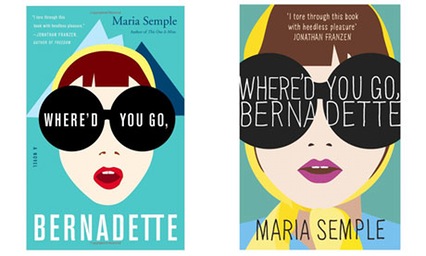 "I tore through this
book with heedless pleasure."
—JONATHAN FRANZEN,
AUTHOR OF FREEDOM
Maria Semple
Author of This One Is Mine
WHERE'D YOU GO,
A NOVEL
BERNADETTE
'I tore through this book
with heedless pleasure'
JONATHAN FRANZEN
WHERE'D YOU GO,
BERNADETTE
MARIA SEMPLE